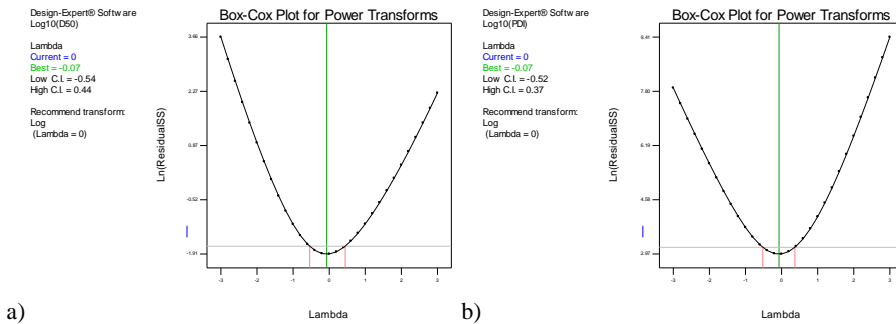 Design-Expert® Software
Log10(D50)
Lambda
Current = 0
Best = -0.07
Low C.I. = -0.54
High C.I. = 0.44
Recommend transform:
Log
(Lambda = 0)
Box-Cox Plot for Power Transforms
Ln(ResidualSS)
3.66
2.27
0.87
-0.52
-1.91
-3
-2
-1
0
1
2
3
Lambda
a)
Design-Expert® Software
Log10(PDI)
Lambda
Current = 0
Best = -0.07
Low C.I. = -0.52
High C.I. = 0.37
Recommend transform:
Log
(Lambda = 0)
Box-Cox Plot for Power Transforms
Ln(ResidualSS)
9.41
7.80
6.19
4.58
2.97
-3
-2
-1
0
1
2
3
Lambda
b)